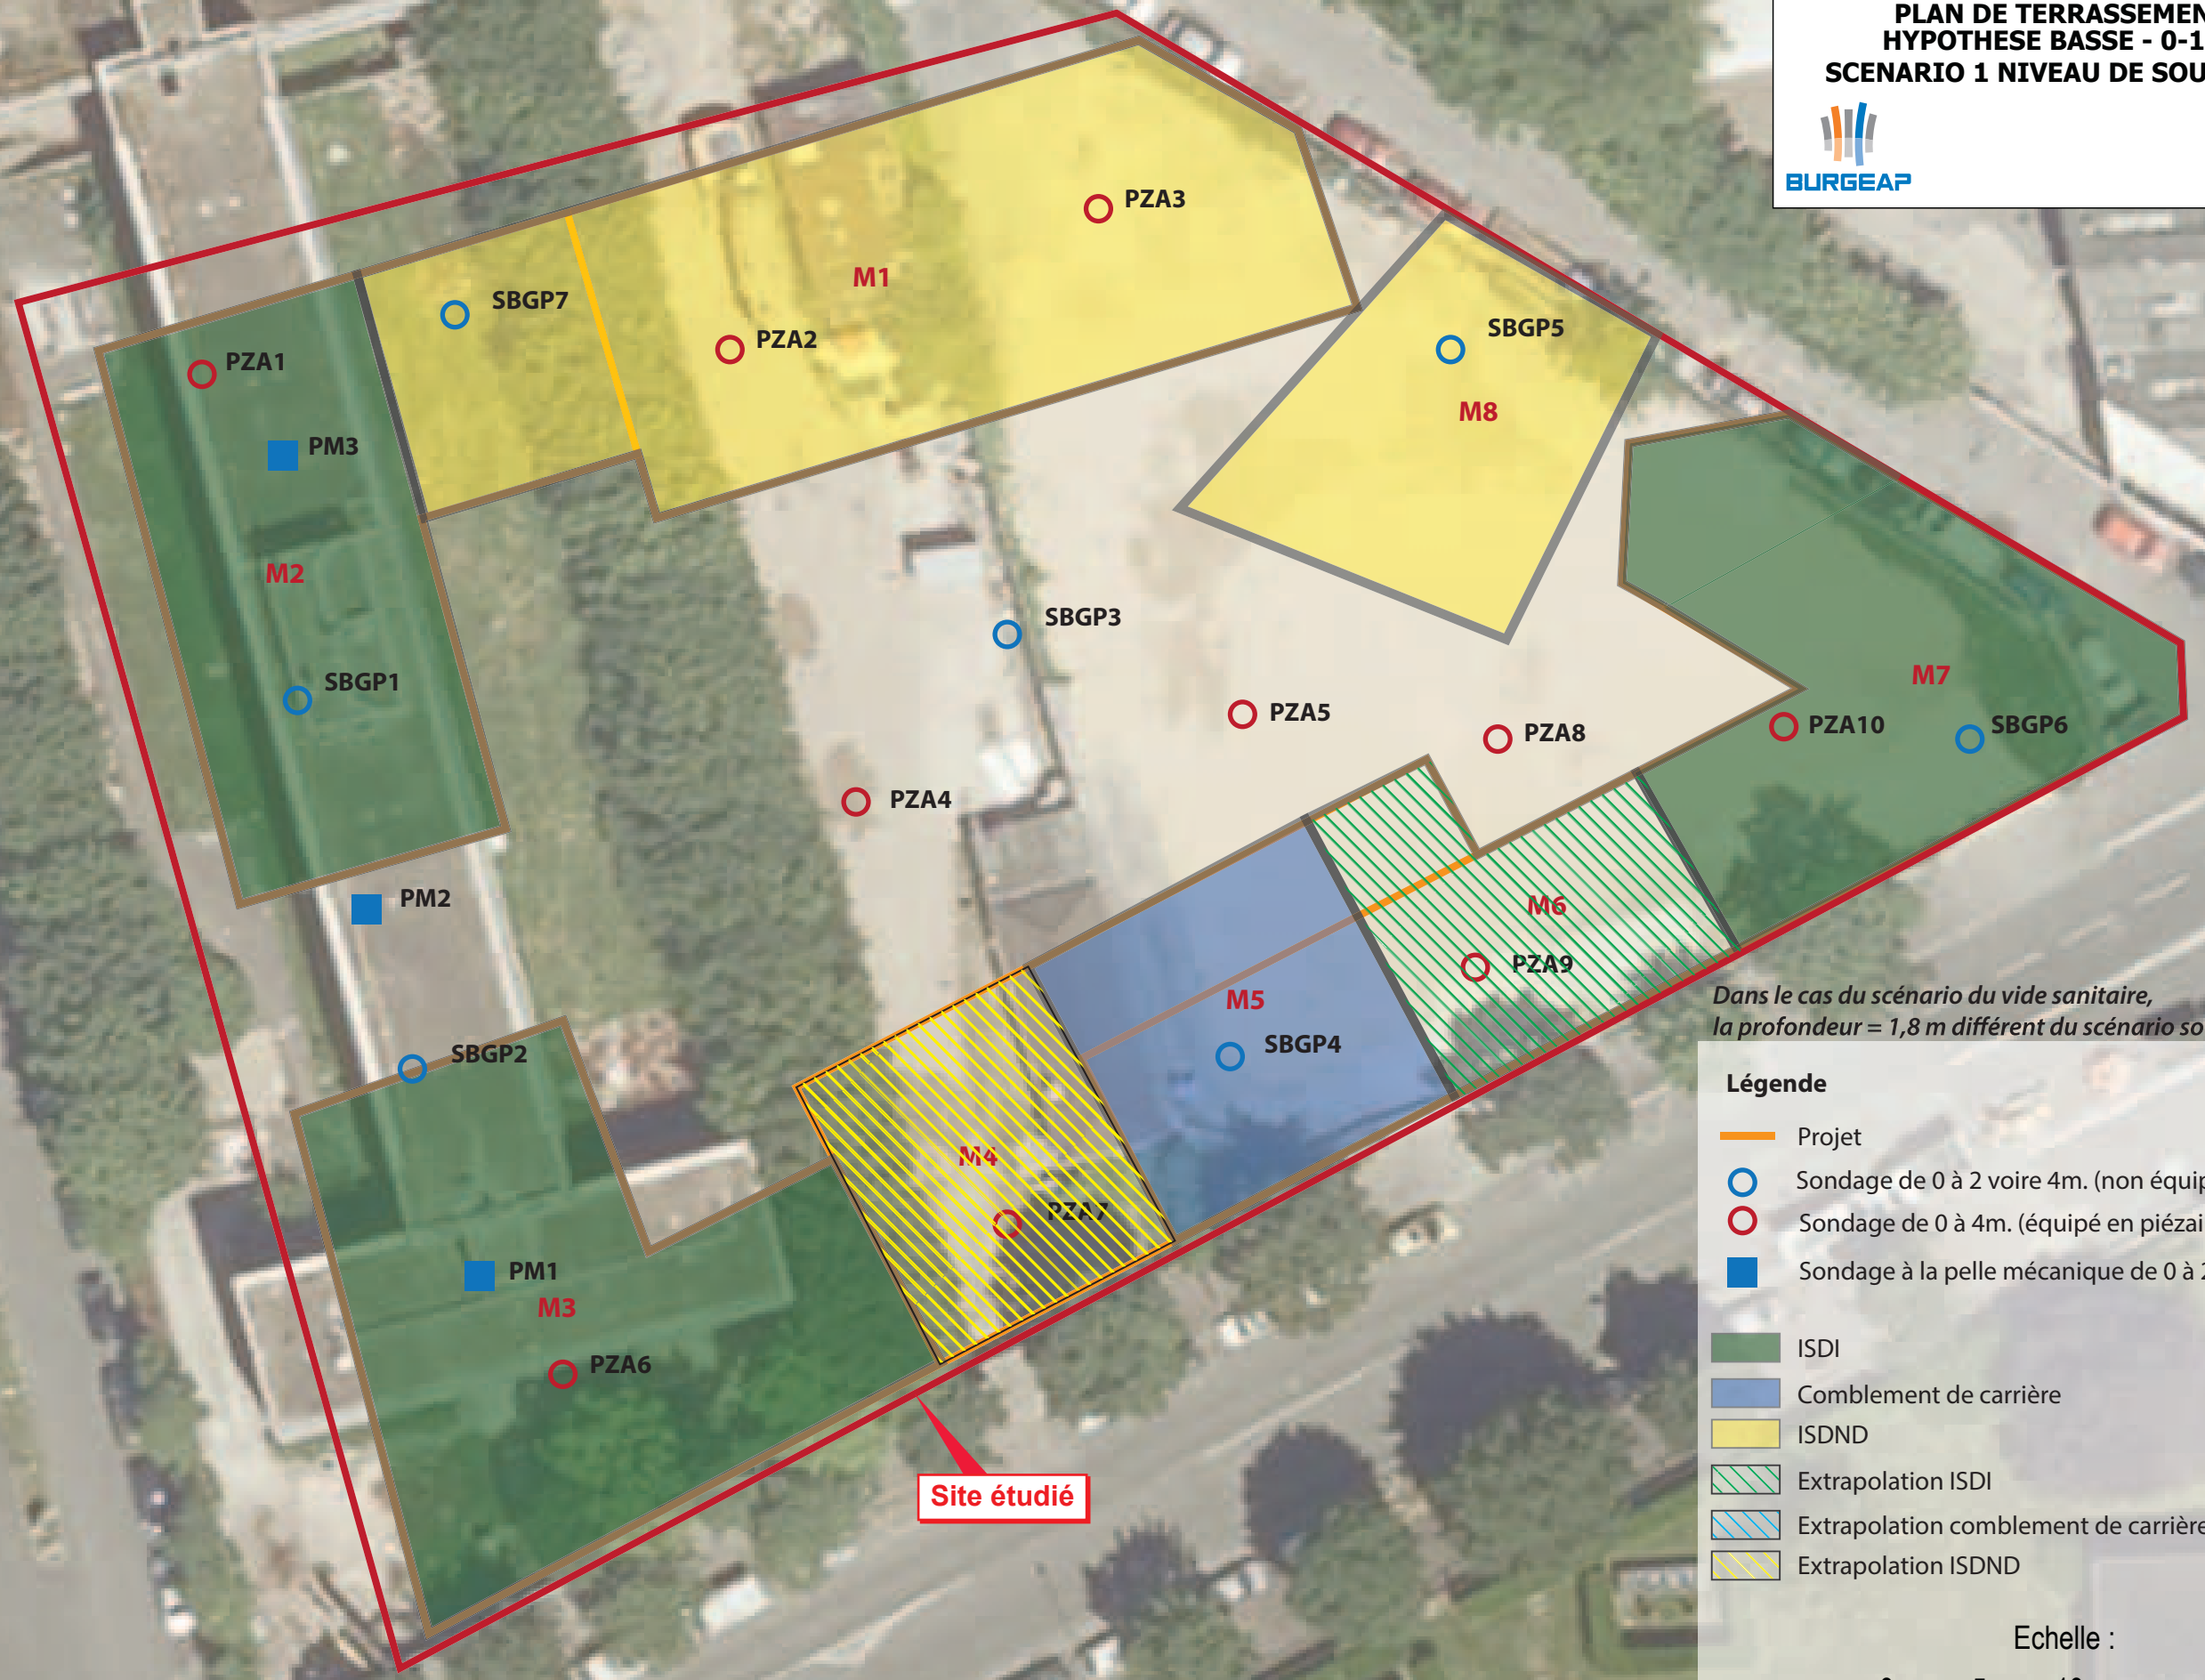 PLAN DE TERRASSEMEN
HYPOTHESE BASSE - 0-1
SCENARIO 1 NIVEAU DE SOU
BURGEAP
PZA3
M1
SBGP7
PZA2
SBGP5
M8
PZA1
PM3
M2
SBGP3
SBGP1
M7
PZA5
PZA8
PZA10
SBGP6
PZA4
PM2
M6
PZA9
M5
SBGP4
SBGP2
M4
PZA7
PM1
M3
PZA6
Site étudié
Dans le cas du scénario du vide sanitaire,
la profondeur = 1,8 m différent du scénario so
Légende
Projet
Sondage de 0 à 2 voire 4m. (non équip
Sondage de 0 à 4m. (équipé en piézai
Sondage à la pelle mécanique de 0 à 2
ISDI
Comblement de carrière
ISDND
Extrapolation ISDI
Extrapolation comblement de carrière
Extrapolation ISDND
Echelle :